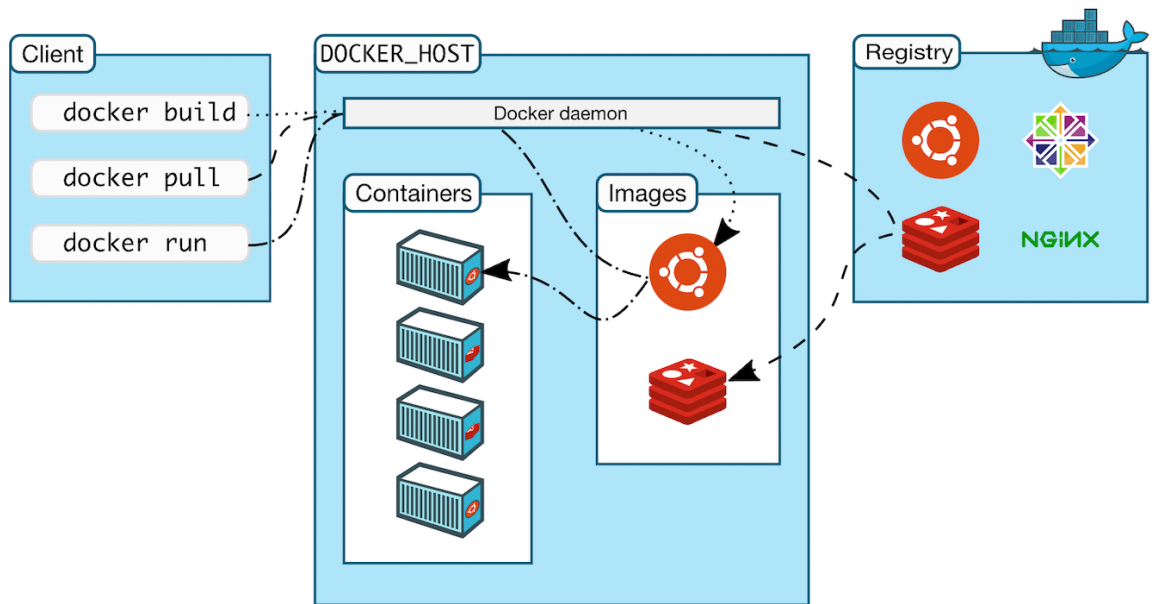 Client
docker build
docker pull
docker run
DOCKER_HOST
Docker daemon
Containers
Images
Registry
NGiNX